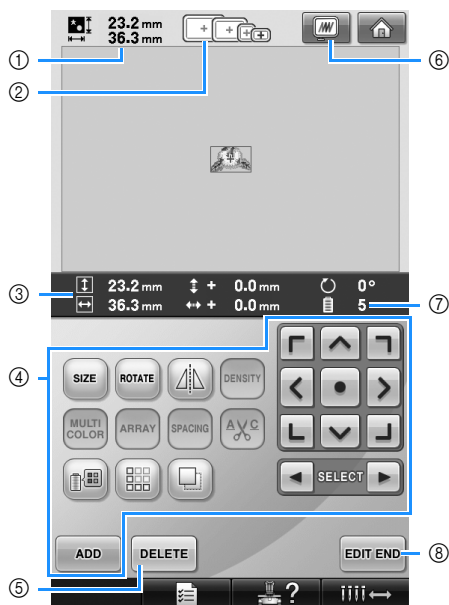 23.2 mm
36.3 mm
①
②
⑥
③
23.2 mm + 0.0 mm 0°
36.3 mm + 0.0 mm 5
⑦
④
SIZE ROTATE DENSITY
MULTI COLOR ARRAY SPACING A C
SELECT
ADD DELETE EDIT END
⑧
⑤
?